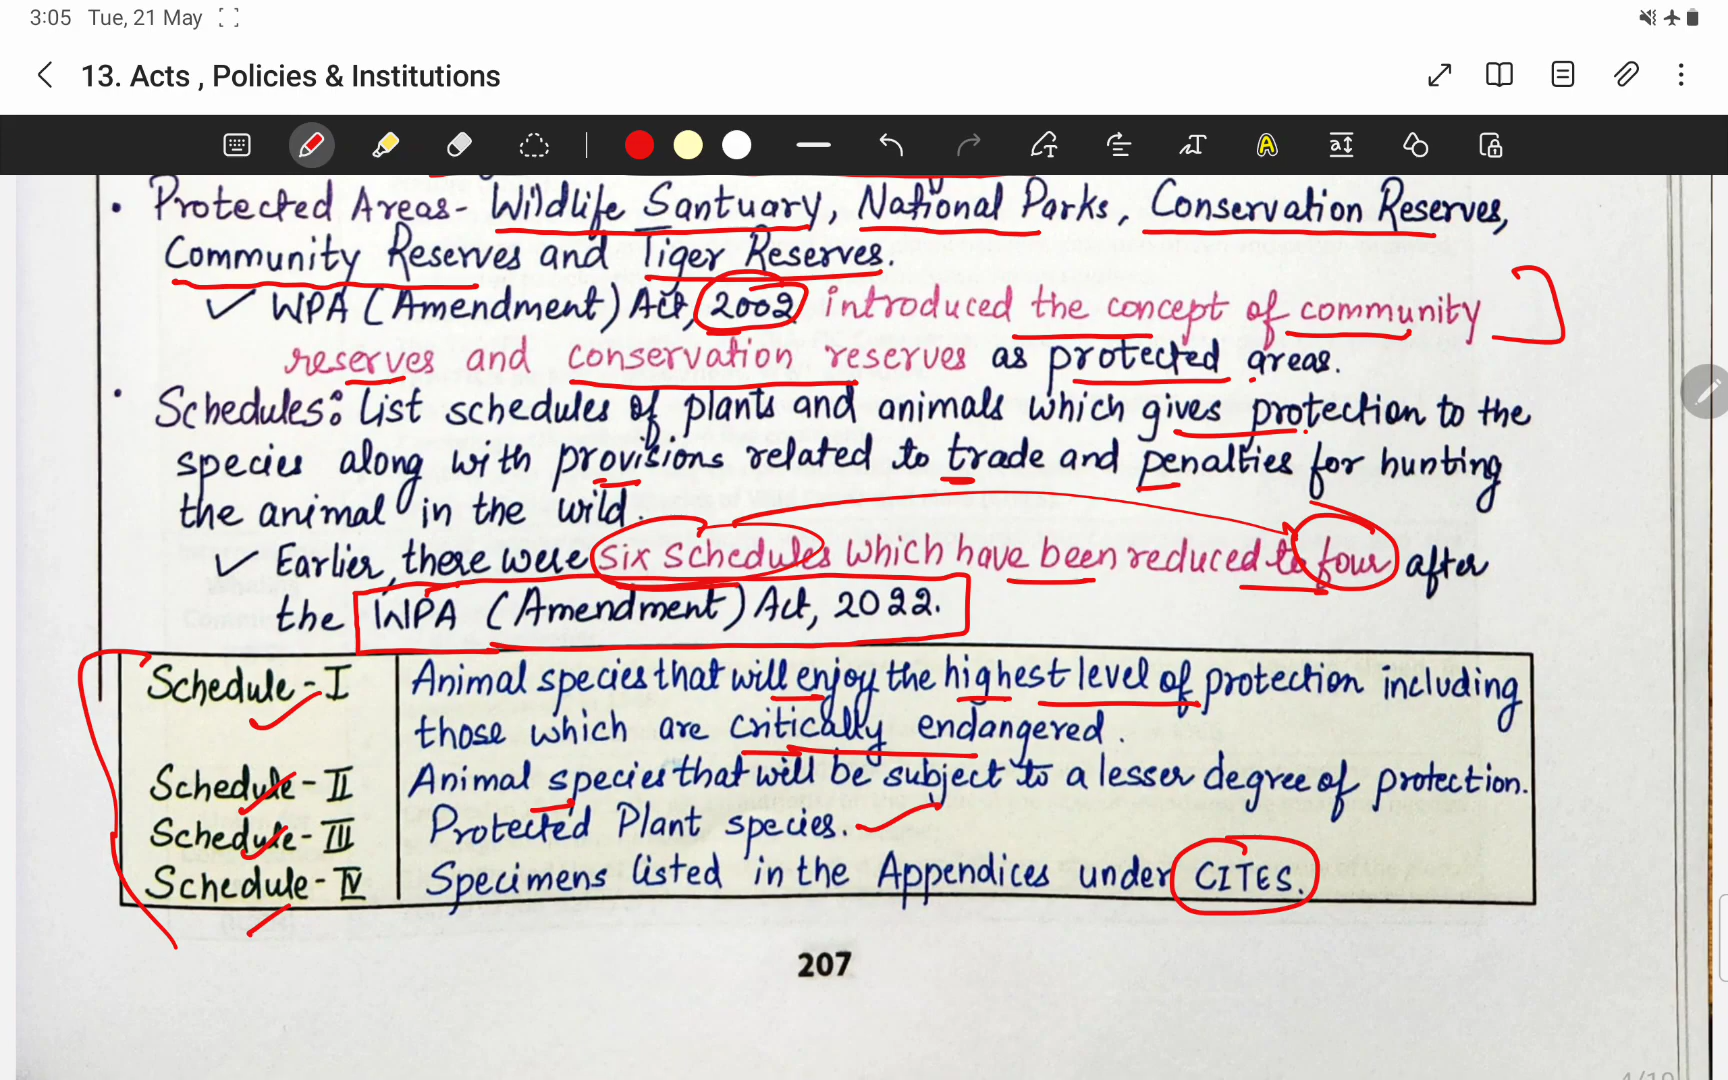 3:05 Tue, 21 May
13. Acts , Policies & Institutions
• Protected Areas- Wildlife Santuary, National Parks, Conservation Reserves,
Community Reserves and Tiger Reserves.
✓ WPA (Amendment) Act, 2002 introduced the concept of community
reserves and conservation reserves as protected areas.
• Schedules: List schedules of plants and animals which gives protection to the
species along with provisions related to trade and penalties for hunting
the animal in the wild.
✓ Earlier, there were six schedules which have been reduced to four after
the WPA (Amendment) Act, 2022.
Schedule-I Animal species that will enjoy the highest level of protection including
those which are critically endangered.
Schedule-II Animal species that will be subject to a lesser degree of protection.
Schedule-III Protected Plant species.
Schedule-IV Specimens listed in the Appendices under CITES.
207